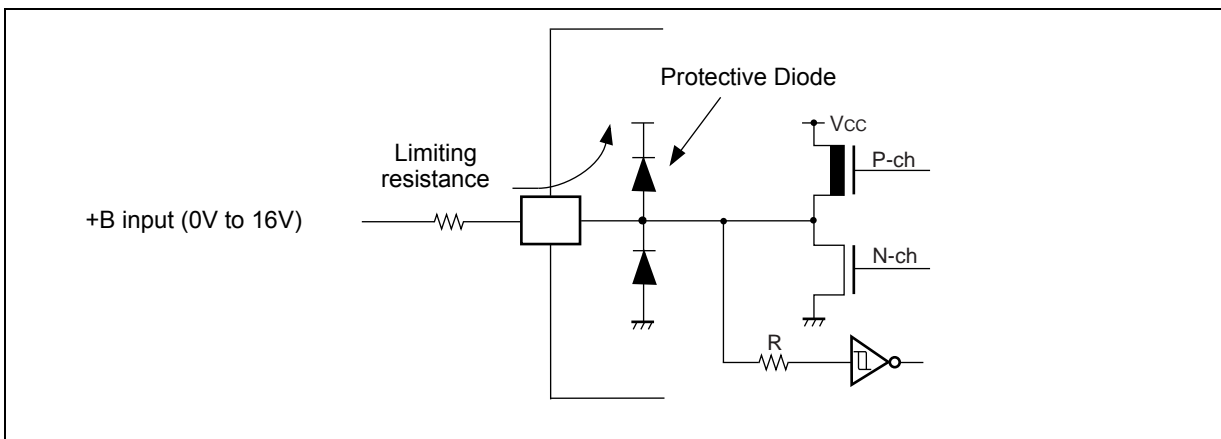 Protective Diode
VCC
Limiting
resistance
P-ch
+B input (0V to 16V)
N-ch
R